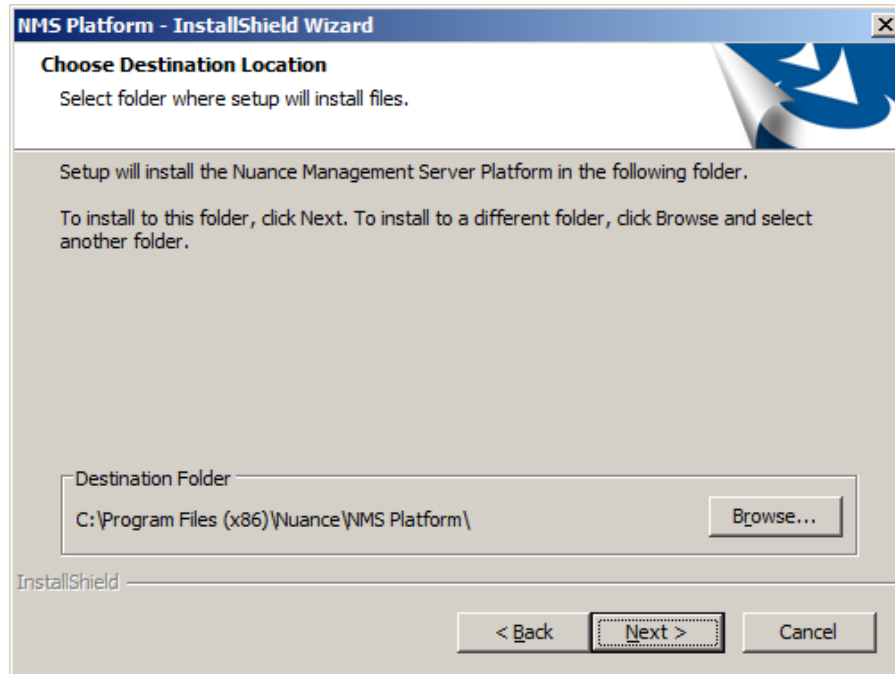 NMS Platform - InstallShield Wizard
Choose Destination Location
Select folder where setup will install files.
Setup will install the Nuance Management Server Platform in the following folder.
To install to this folder, click Next. To install to a different folder, click Browse and select
another folder.
Destination Folder
C:\Program Files (x86)\Nuance\NMS Platform\
Browse...
InstallShield
< Back
Next >
Cancel